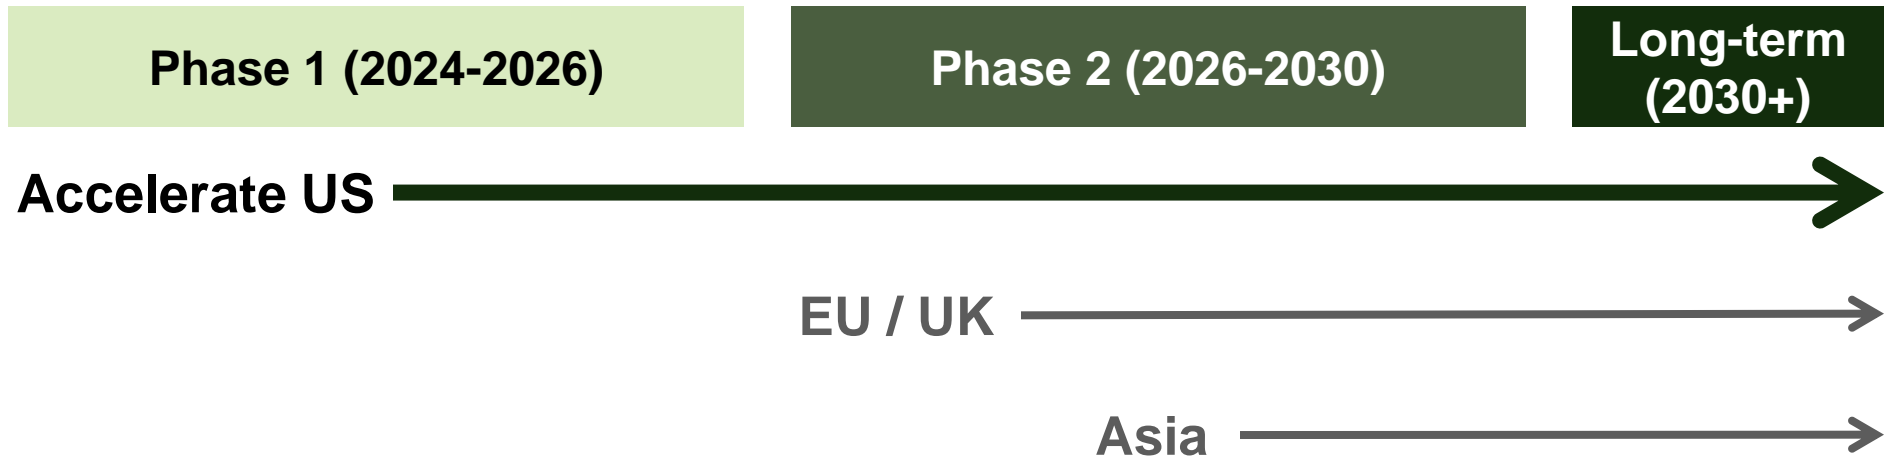 Phase 1 (2024-2026)
Phase 2 (2026-2030)
Long-term
(2030+)
Accelerate US
EU / UK
Asia